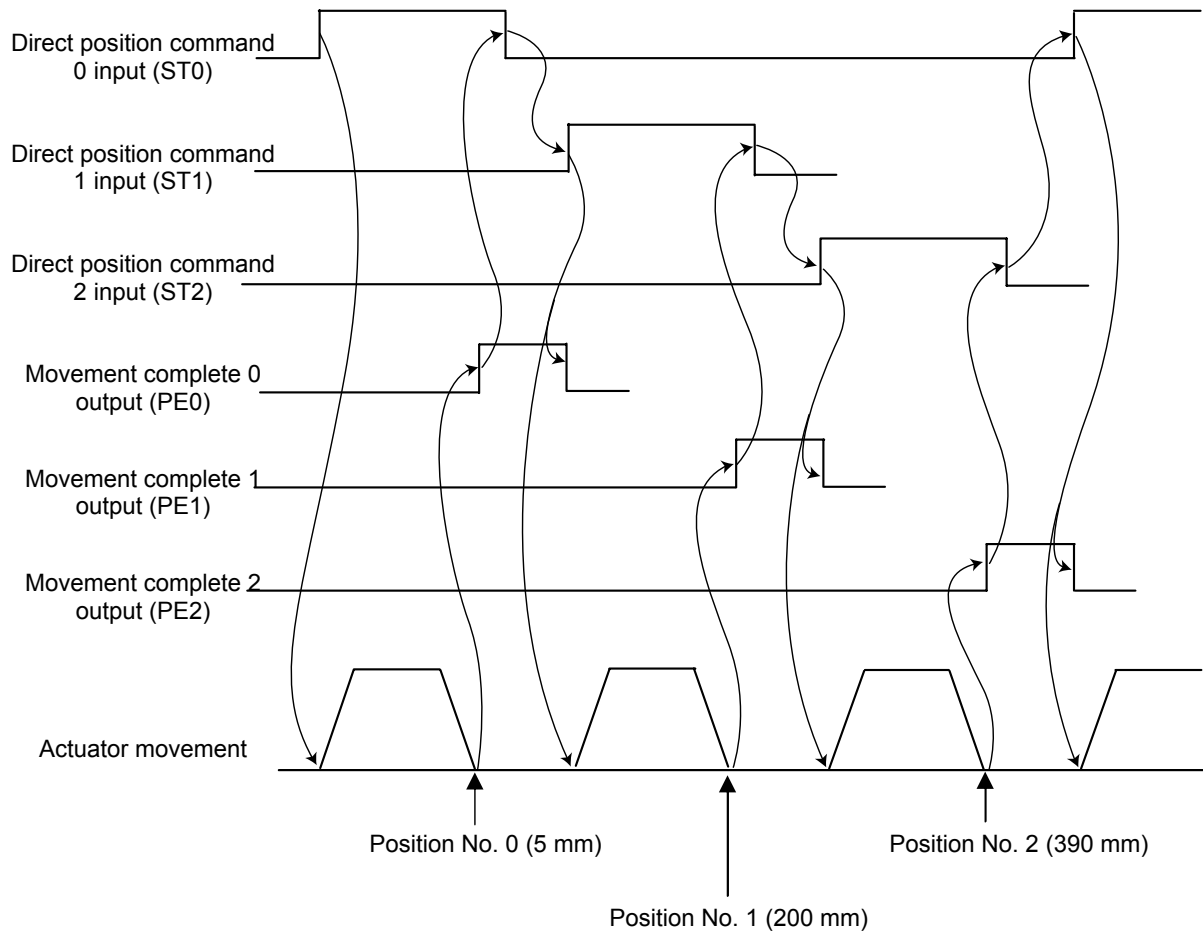 Direct position command
0 input (ST0)
Direct position command
1 input (ST1)
Direct position command
2 input (ST2)
Movement complete 0
output (PE0)
Movement complete 1
output (PE1)
Movement complete 2
output (PE2)
Actuator movement
Position No. 0 (5 mm)
Position No. 2 (390 mm)
Position No. 1 (200 mm)